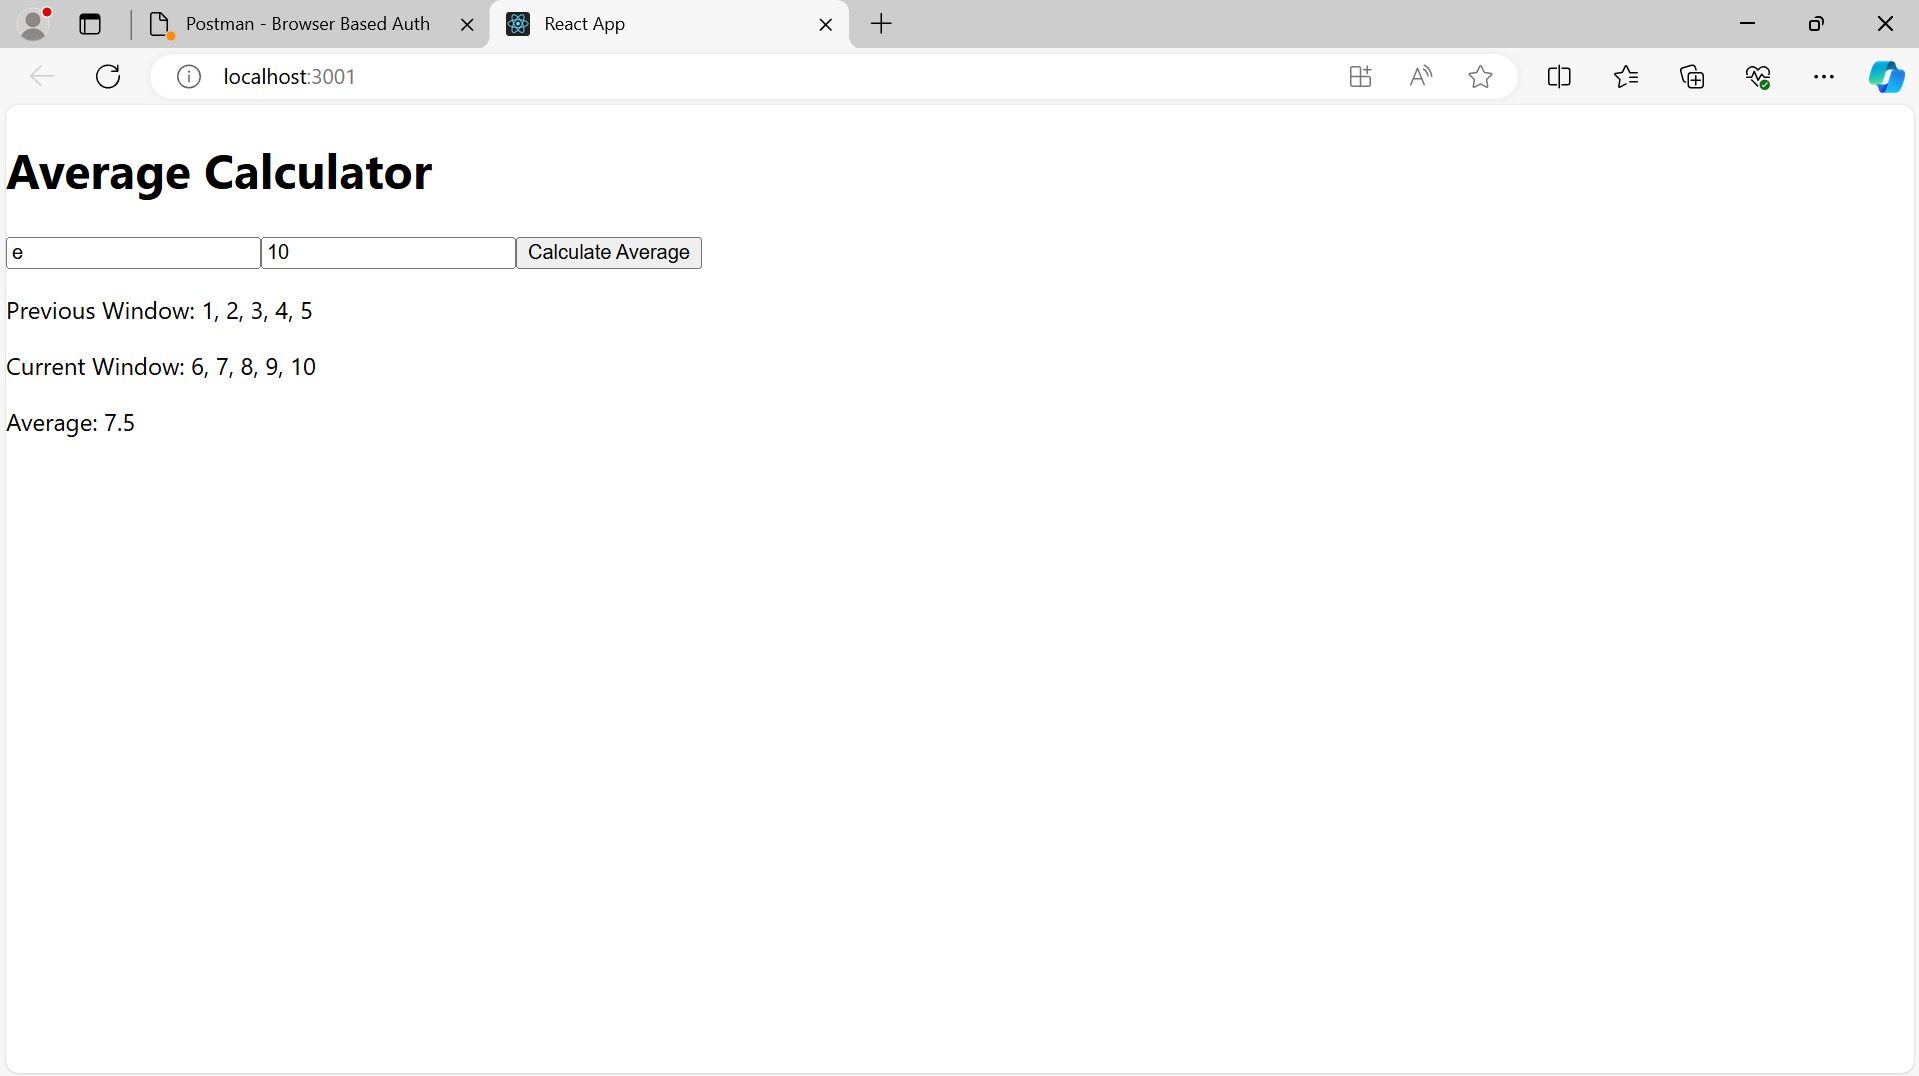 Postman - Browser Based Auth
React App
localhost:3001
Average Calculator
e 10 Calculate Average
Previous Window: 1, 2, 3, 4, 5
Current Window: 6, 7, 8, 9, 10
Average: 7.5